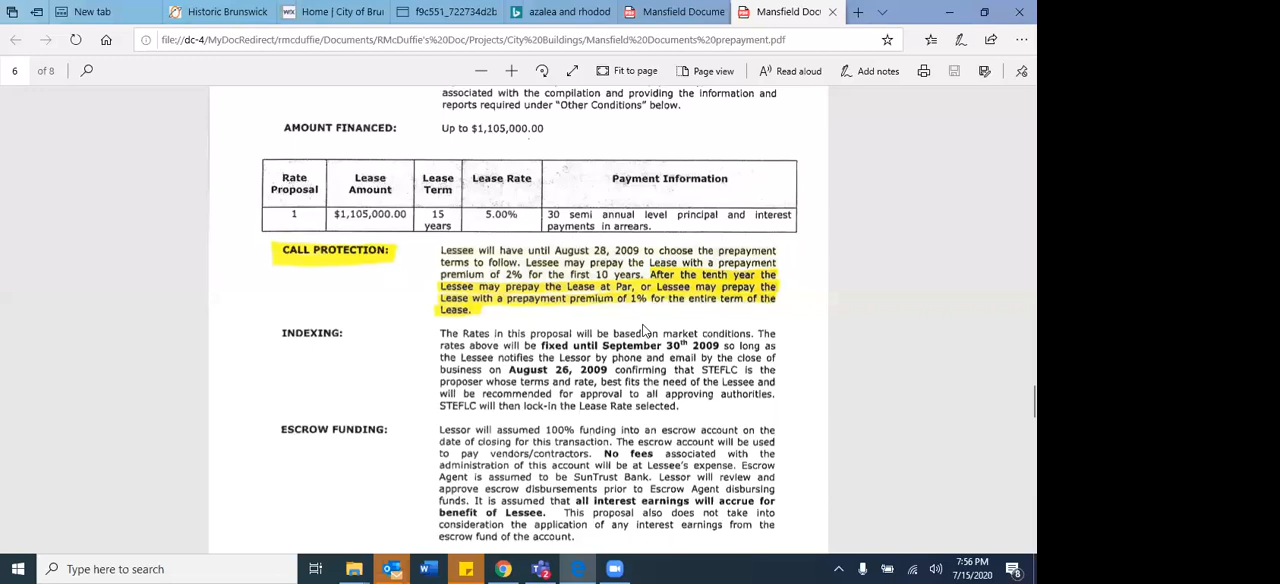 New tab
Historic Brunswick
Home | City of Bru
f9c551_722734d2b
azalea and rhodod
Mansfield Docume
Mansfield Docum
file://dc-4/MyDocRedirect/rmcduffie/Documents/RMcDuffie's%20Doc/Projects/City%20Buildings/Mansfield%20Documents%20prepayment.pdf
6 of 8
Fit to page
Page view
Read aloud
Add notes
associated with the compilation and providing the information and
reports required under "Other Conditions" below.
AMOUNT FINANCED: Up to $1,105,000.00
Rate Proposal Lease Amount Lease Term Lease Rate Payment Information
1 $1,105,000.00 15 years 5.00% 30 semi annual level principal and interest
payments in arrears.
CALL PROTECTION: Lessee will have until August 28, 2009 to choose the prepayment
terms to follow. Lessee may prepay the Lease with a prepayment
premium of 2% for the first 10 years. After the tenth year the
Lessee may prepay the Lease at Par, or Lessee may prepay the
Lease with a prepayment premium of 1% for the entire term of the
Lease.
INDEXING: The Rates in this proposal will be based on market conditions. The
rates above will be fixed until September 30th 2009 so long as
the Lessee notifies the Lessor by phone and email by the close of
business on August 26, 2009 confirming that STEFLC is the
proposer whose terms and rate, best fits the need of the Lessee and
will be recommended for approval to all approving authorities.
STEFLC will then lock-in the Lease Rate selected.
ESCROW FUNDING: Lessor will assumed 100% funding into an escrow account on the
date of closing for this transaction. The escrow account will be used
to pay vendors/contractors. No fees associated with the
administration of this account will be at Lessee's expense. Escrow
Agent is assumed to be SunTrust Bank. Lessor will review and
approve escrow disbursements prior to Escrow Agent disbursing
funds. It is assumed that all interest earnings will accrue for
benefit of Lessee. This proposal also does not take into
consideration the application of any interest earnings from the
escrow fund of the account.
Type here to search
7:56 PM
7/15/2020
8